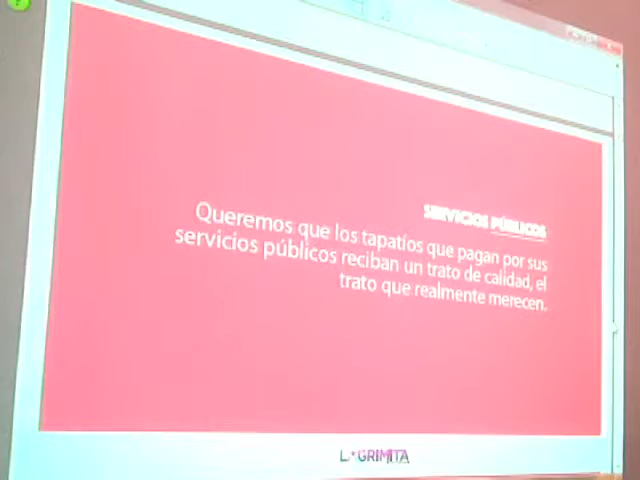 SERVICIOS PÚBLICOS
Queremos que los tapatíos que pagan por sus
servicios públicos reciban un trato de calidad, el
trato que realmente merecen.
LAGRIMITA